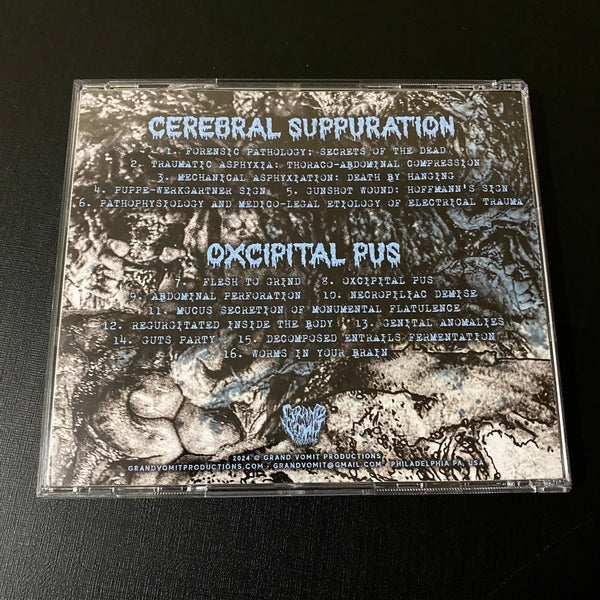 CEREBRAL SUPPURATION
1. FORENSIC PATHOLOGY: SECRETS OF THE DEAD
2. TRAUMATIC ASPHYXIA: THORACO-ABDOMINAL COMPRESSION
3. MECHANICAL ASPHYXIATION: DEATH BY HANGING
4. PUPPE-WERKGARTNER SIGN 5. GUNSHOT WOUND: HOFFMANN'S SIGN
6. PATHOPHYSIOLOGY AND MEDICO-LEGAL ETIOLOGY OF ELECTRICAL TRAUMA
OXCIPITAL PUS
7. FLESH TO GRIND 8. OXCIPITAL PUS
9. ABDOMINAL PERFORATION 10. NECROPILIAC DEMISE
11. MUCUS SECRETION OF MONUMENTAL FLATULENCE
12. REGURGITATED INSIDE THE BODY 13. GENITAL ANOMALIES
14. GUTS PARTY 15. DECOMPOSED ENTRAILS FERMENTATION
16. WORMS IN YOUR BRAIN
GRAND
VOMIT
2024 © GRAND VOMIT PRODUCTIONS
GRANDVOMITPRODUCTIONS.COM - GRANDVOMIT@GMAIL.COM - PHILADELPHIA PA, USA